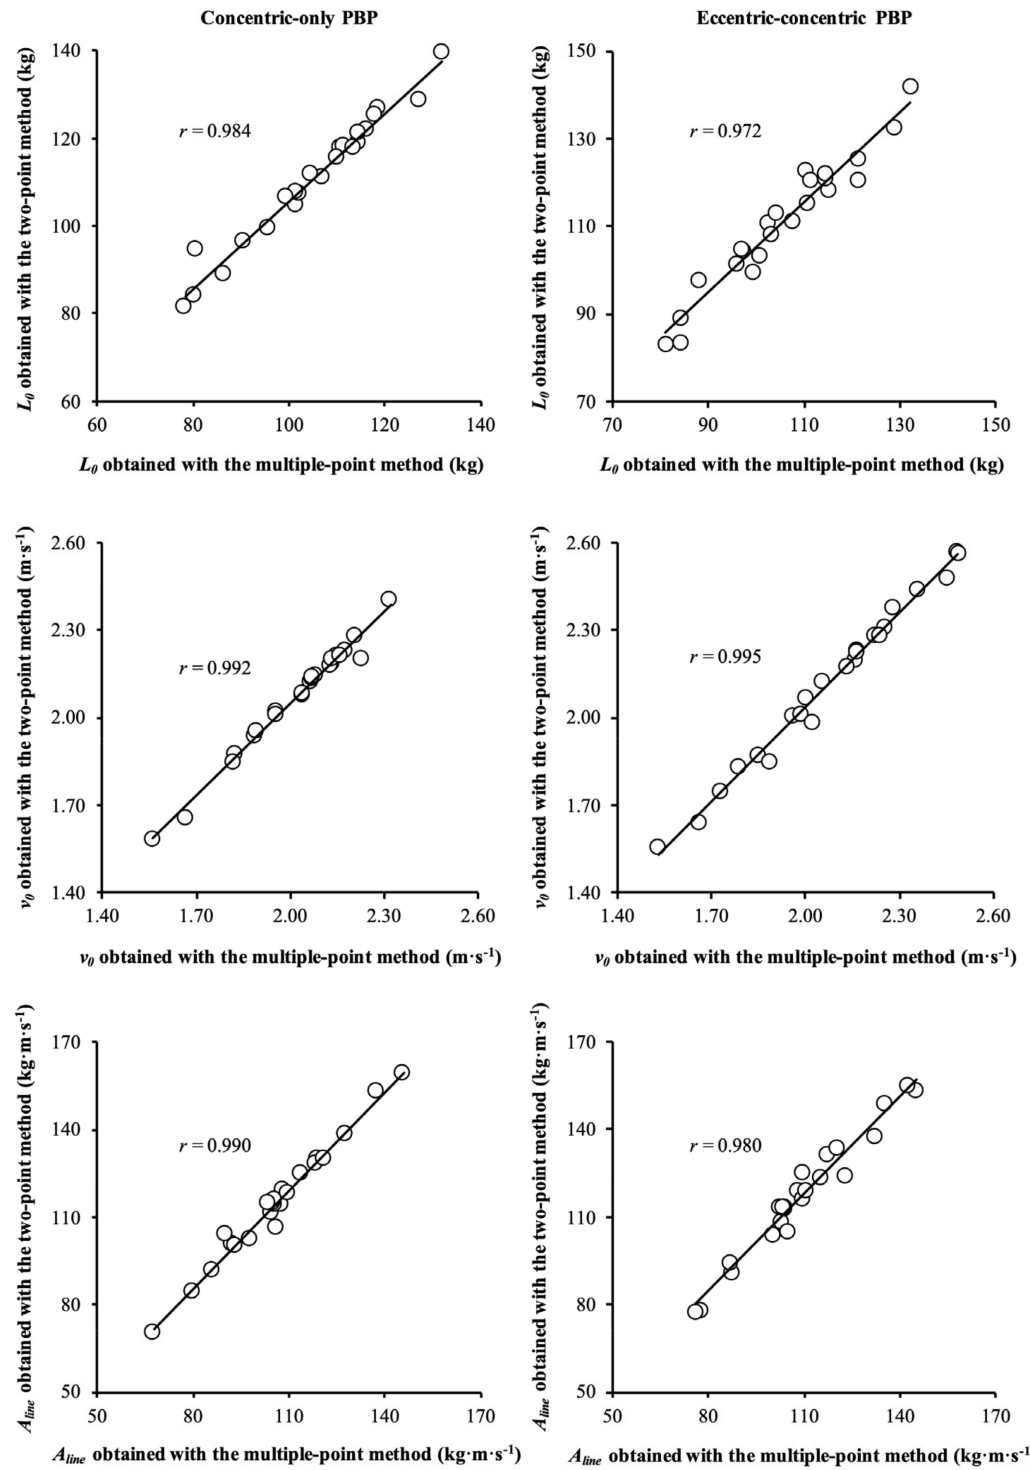 Concentric-only PBP
L₀ obtained with the two-point method (kg)
140
120
100
80
60
r = 0.984
60 80 100 120 140
L₀ obtained with the multiple-point method (kg)
Eccentric-concentric PBP
L₀ obtained with the two-point method (kg)
150
130
110
90
70
r = 0.972
70 90 110 130 150
L₀ obtained with the multiple-point method (kg)
v₀ obtained with the two-point method (m·s⁻¹)
2.60
2.30
2.00
1.70
1.40
r = 0.992
1.40 1.70 2.00 2.30 2.60
v₀ obtained with the multiple-point method (m·s⁻¹)
v₀ obtained with the two-point method (m·s⁻¹)
2.60
2.30
2.00
1.70
1.40
r = 0.995
1.40 1.70 2.00 2.30 2.60
v₀ obtained with the multiple-point method (m·s⁻¹)
A_line obtained with the two-point method (kg·m·s⁻¹)
170
140
110
80
50
r = 0.990
50 80 110 140 170
A_line obtained with the multiple-point method (kg·m·s⁻¹)
A_line obtained with the two-point method (kg·m·s⁻¹)
170
140
110
80
50
r = 0.980
50 80 110 140 170
A_line obtained with the multiple-point method (kg·m·s⁻¹